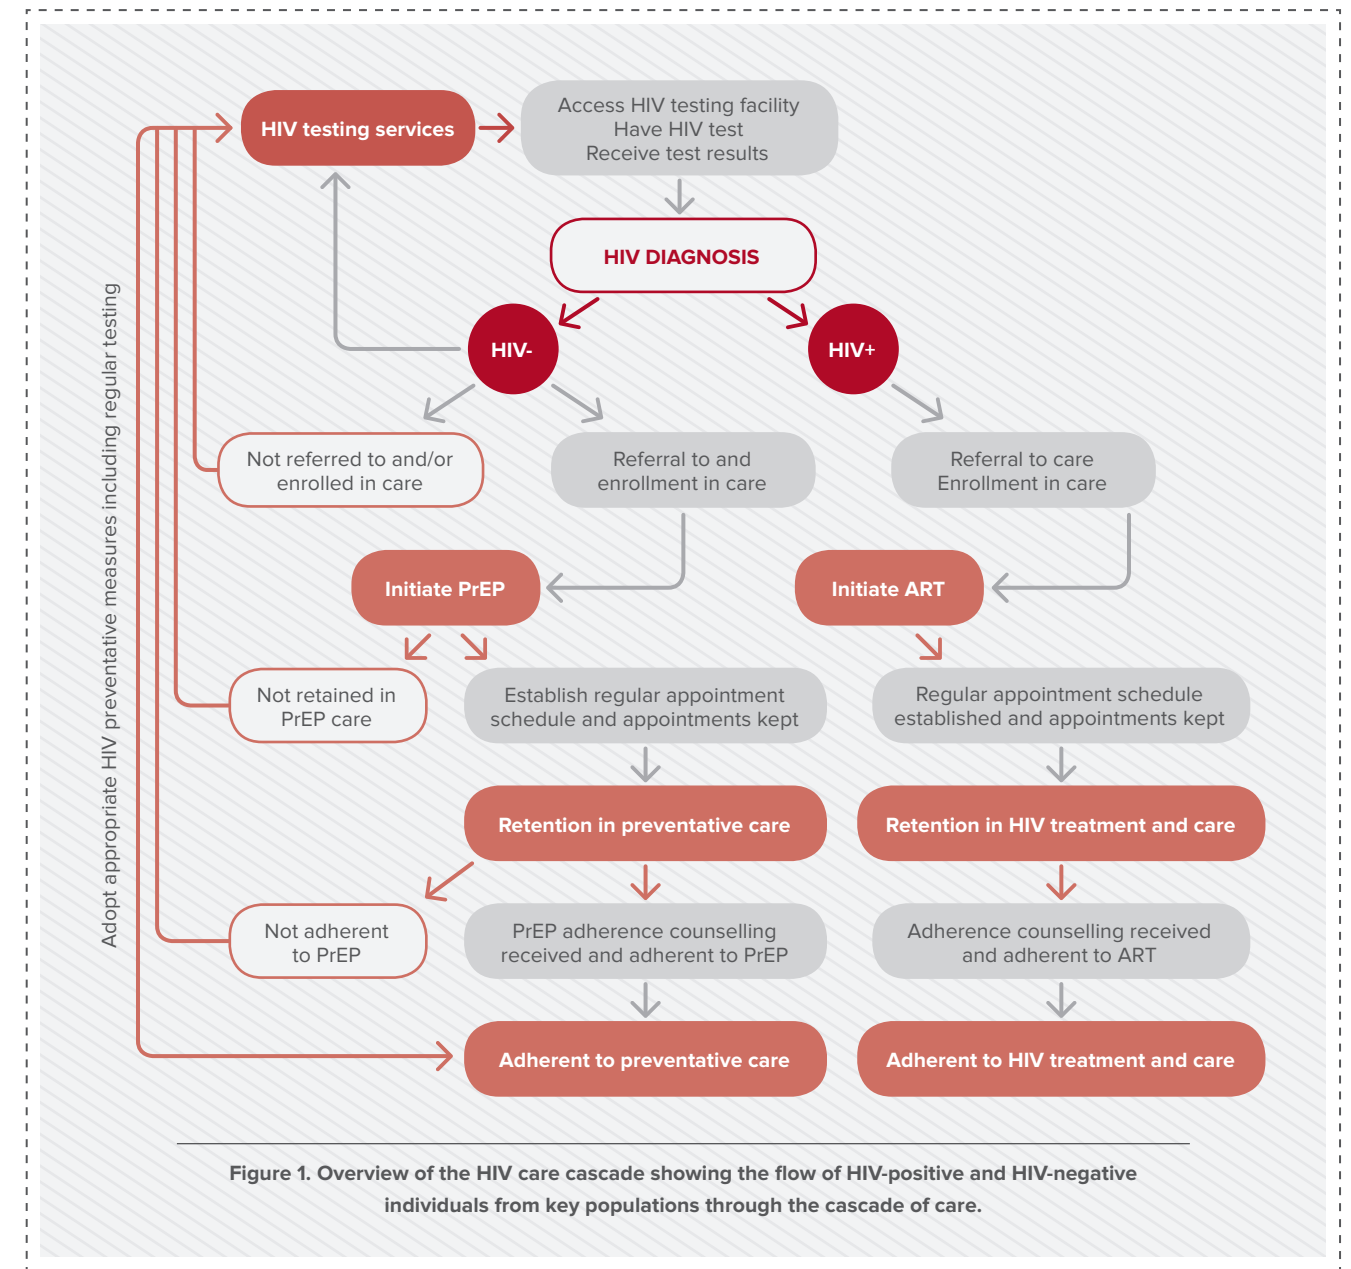 HIV testing services
Access HIV testing facility
Have HIV test
Receive test results
HIV DIAGNOSIS
HIV-
HIV+
Not referred to and/or
enrolled in care
Referral to and
enrollment in care
Referral to care
Enrollment in care
Initiate PrEP
Initiate ART
Not retained in
PrEP care
Establish regular appointment
schedule and appointments kept
Regular appointment schedule
established and appointments kept
Retention in preventative care
Retention in HIV treatment and care
Not adherent
to PrEP
PrEP adherence counselling
received and adherent to PrEP
Adherence counselling received
and adherent to ART
Adherent to preventative care
Adherent to HIV treatment and care
Adopt appropriate HIV preventative measures including regular testing
Figure 1. Overview of the HIV care cascade showing the flow of HIV-positive and HIV-negative
individuals from key populations through the cascade of care.